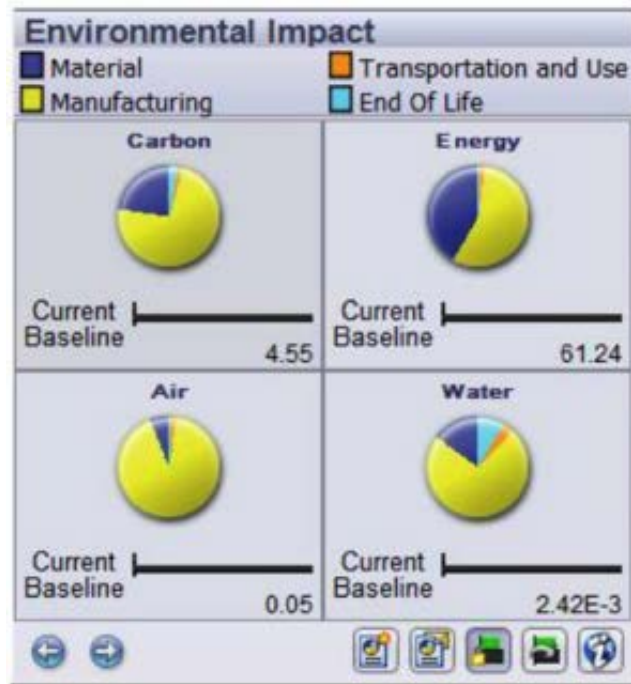 Environmental Impact
Material
Transportation and Use
Manufacturing
End Of Life
Carbon
Energy
Current
Baseline
4.55
Current
Baseline
61.24
Air
Water
Current
Baseline
0.05
Current
Baseline
2.42E-3